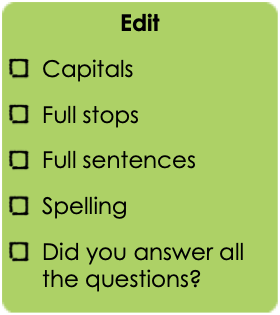 Edit
Capitals
Full stops
Full sentences
Spelling
Did you answer all
the questions?